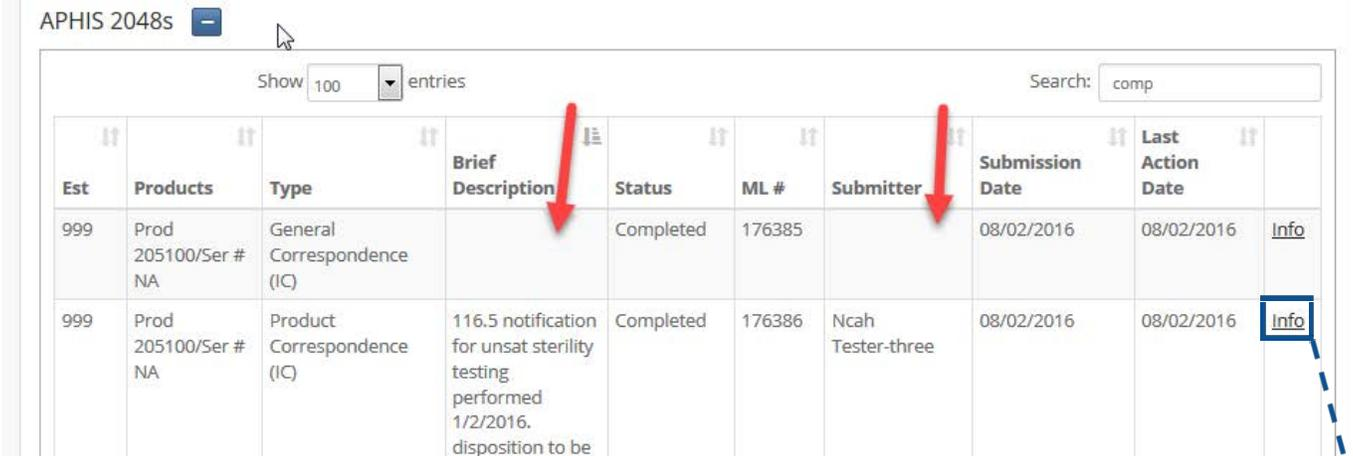 APHIS 2048s
Show 100 entries
Search: comp
Est Products Type Brief Description Status ML # Submitter Submission Date Last Action Date
999 Prod 205100/Ser # NA General Correspondence (IC) Completed 176385 08/02/2016 08/02/2016 Info
999 Prod 205100/Ser # NA Product Correspondence (IC) 116.5 notification for unsat sterility testing performed 1/2/2016. disposition to be Completed 176386 Ncah Tester-three 08/02/2016 08/02/2016 Info